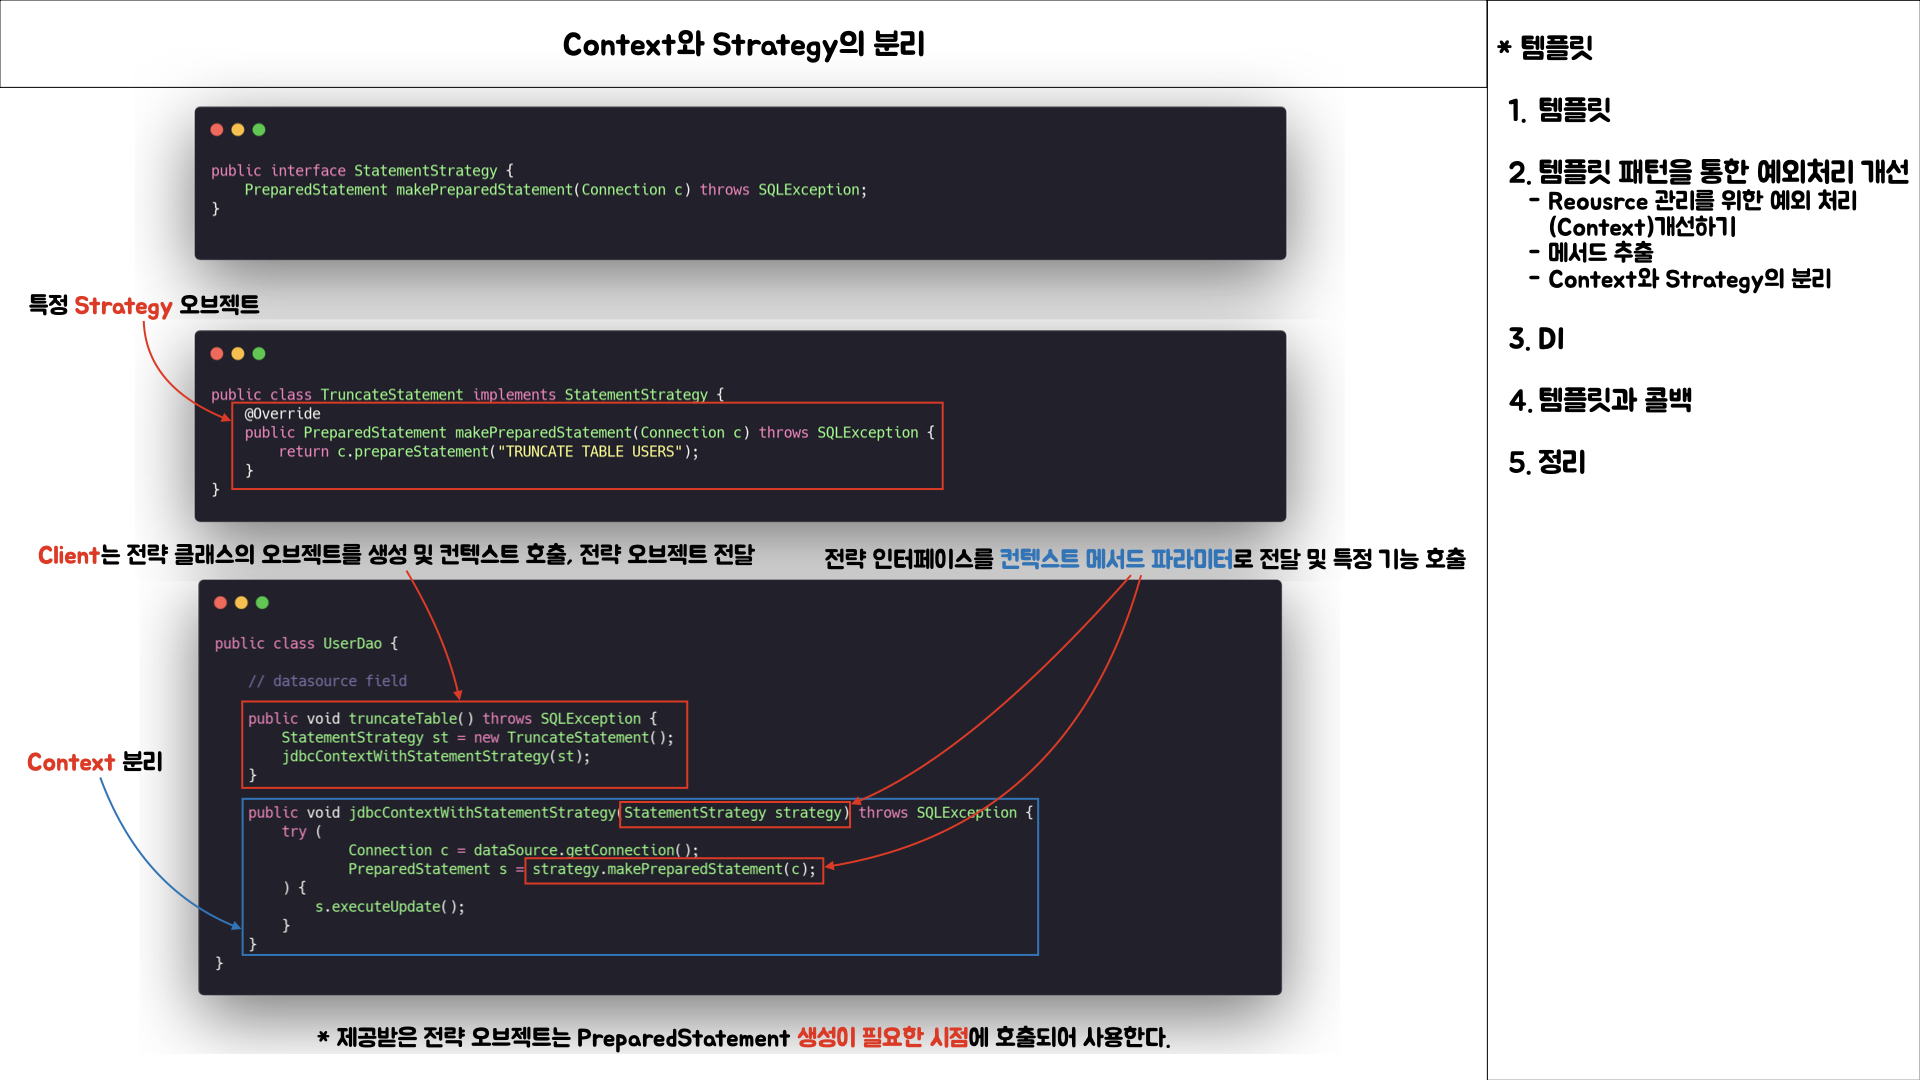 Context와 Strategy의 분리
public interface StatementStrategy {
    PreparedStatement makePreparedStatement(Connection c) throws SQLException;
}
특정 Strategy 오브젝트
public class TruncateStatement implements StatementStrategy {
    @Override
    public PreparedStatement makePreparedStatement(Connection c) throws SQLException {
        return c.prepareStatement("TRUNCATE TABLE USERS");
    }
}
Client는 전략 클래스의 오브젝트를 생성 및 컨텍스트 호출, 전략 오브젝트 전달
전략 인터페이스를 컨텍스트 메서드 파라미터로 전달 및 특정 기능 호출
public class UserDao {
    // datasource field
    public void truncateTable() throws SQLException {
        StatementStrategy st = new TruncateStatement();
        jdbcContextWithStatementStrategy(st);
    }
Context 분리
    public void jdbcContextWithStatementStrategy(StatementStrategy strategy) throws SQLException {
        try (
                Connection c = dataSource.getConnection();
                PreparedStatement s = strategy.makePreparedStatement(c);
        ) {
            s.executeUpdate();
        }
    }
}
* 제공받은 전략 오브젝트는 PreparedStatement 생성이 필요한 시점에 호출되어 사용한다.
* 템플릿
1. 템플릿
2. 템플릿 패턴을 통한 예외처리 개선
- Reousrce 관리를 위한 예외 처리
(Context)개선하기
- 메서드 추출
- Context와 Strategy의 분리
3. DI
4. 템플릿과 콜백
5. 정리